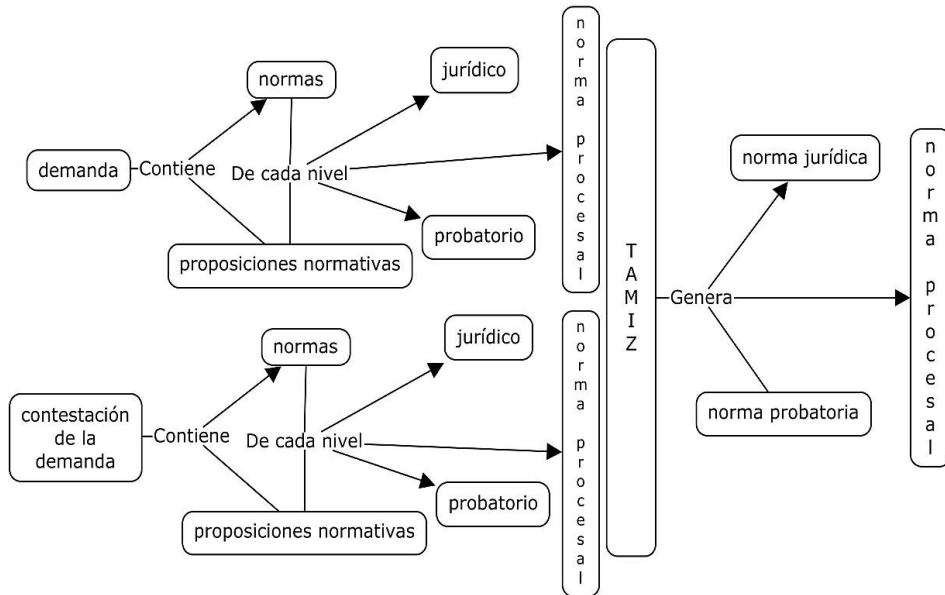 normas
jurídico
demanda
Contiene
De cada nivel
probatorio
proposiciones normativas
norma procesal
normas
jurídico
contestación
de la
demanda
Contiene
De cada nivel
probatorio
proposiciones normativas
norma procesal
TAMIZ
Genera
norma jurídica
norma probatoria
norma procesal